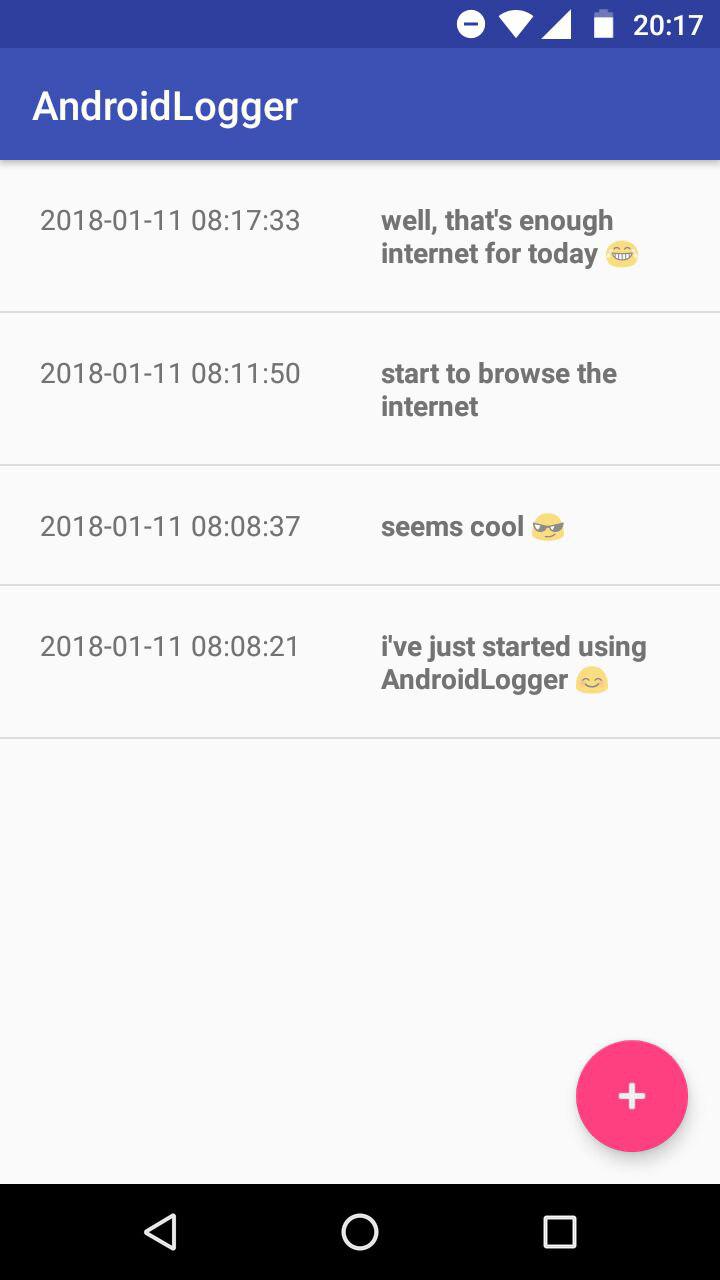 20:17
AndroidLogger
2018-01-11 08:17:33
well, that's enough
internet for today 😂
2018-01-11 08:11:50
start to browse the
internet
2018-01-11 08:08:37
seems cool 😎
2018-01-11 08:08:21
i've just started using
AndroidLogger 😊
+